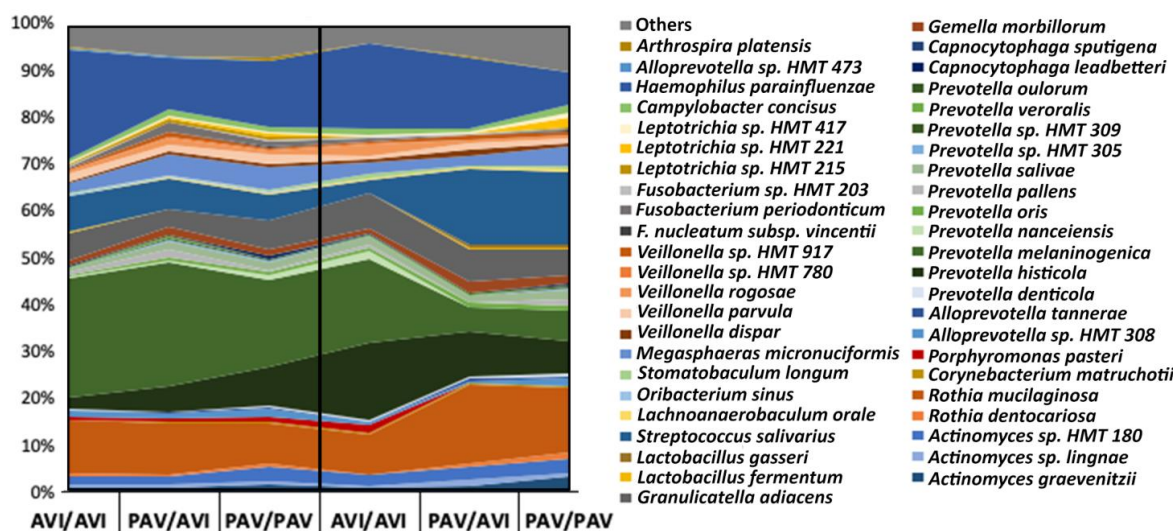 100%
90%
80%
70%
60%
50%
40%
30%
20%
10%
0%
AVI/AVI
PAV/AVI
PAV/PAV
AVI/AVI
PAV/AVI
PAV/PAV
Others
Arthrospira platensis
Alloprevotella sp. HMT 473
Haemophilus parainfluenzae
Campylobacter concisus
Leptotrichia sp. HMT 417
Leptotrichia sp. HMT 221
Leptotrichia sp. HMT 215
Fusobacterium sp. HMT 203
Fusobacterium periodonticum
F. nucleatum subsp. vincentii
Veillonella sp. HMT 917
Veillonella sp. HMT 780
Veillonella rogosae
Veillonella parvula
Veillonella dispar
Megasphaeras micronuciformis
Stomatobaculum longum
Oribacterium sinus
Lachnoanaerobaculum orale
Streptococcus salivarius
Lactobacillus gasseri
Lactobacillus fermentum
Granulicatella adiacens
Gemella morbillorum
Capnocytophaga sputigena
Capnocytophaga leadbetteri
Prevotella oulorum
Prevotella veroralis
Prevotella sp. HMT 309
Prevotella sp. HMT 305
Prevotella salivae
Prevotella pallens
Prevotella oris
Prevotella nanceiensis
Prevotella melaninogenica
Prevotella histicola
Prevotella denticola
Alloprevotella tannerae
Alloprevotella sp. HMT 308
Porphyromonas pasteri
Corynebacterium matruchotii
Rothia mucilaginosa
Rothia dentocariosa
Actinomyces sp. HMT 180
Actinomyces sp. lingnae
Actinomyces graevenitzii